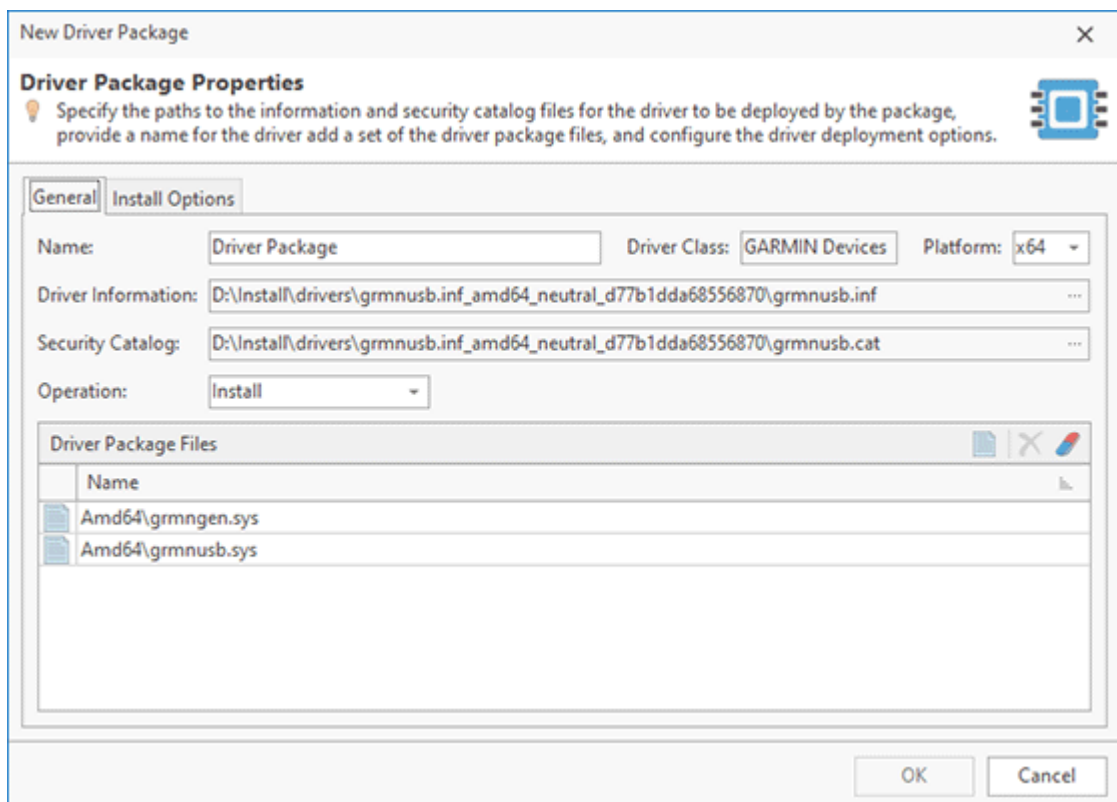 New Driver Package
Driver Package Properties
Specify the paths to the information and security catalog files for the driver to be deployed by the package,
provide a name for the driver add a set of the driver package files, and configure the driver deployment options.
General Install Options
Name: Driver Package Driver Class: GARMIN Devices Platform: x64
Driver Information: D:\Install\drivers\grmnusb.inf_amd64_neutral_d77b1dda68556870\grmnusb.inf ...
Security Catalog: D:\Install\drivers\grmnusb.inf_amd64_neutral_d77b1dda68556870\grmnusb.cat ...
Operation: Install
Driver Package Files
Name
Amd64\grmngen.sys
Amd64\grmnusb.sys
OK Cancel